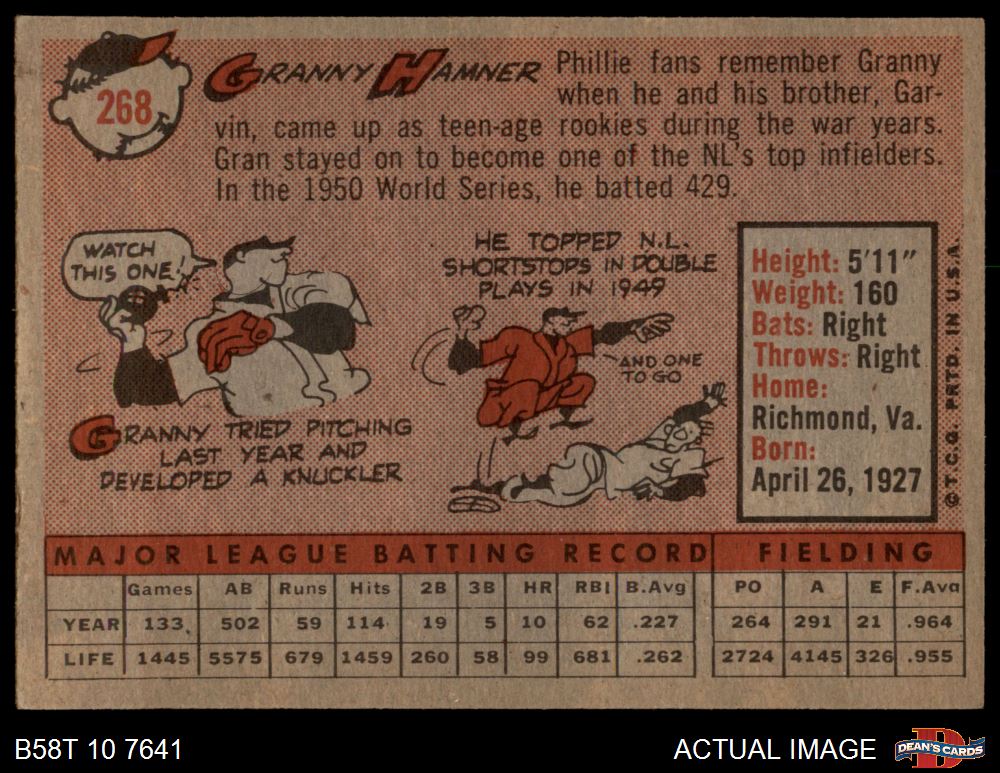 268
GRANNY HAMNER
Phillie fans remember Granny
when he and his brother, Gar-
vin, came up as teen-age rookies during the war years.
Gran stayed on to become one of the NL's top infielders.
In the 1950 World Series, he batted 429.
WATCH
THIS ONE!
GRANNY TRIED PITCHING
LAST YEAR AND
DEVELOPED A KNUCKLER
HE TOPPED N.L.
SHORTSTOPS IN DOUBLE
PLAYS IN 1949
AND ONE
TO GO
Height: 5'11"
Weight: 160
Bats: Right
Throws: Right
Home:
Richmond, Va.
Born:
April 26, 1927
©T.C.G. PRTD. IN U.S.A.
MAJOR LEAGUE BATTING RECORD FIELDING
Games AB Runs Hits 2B 3B HR RBI B.Avg PO A E F.Avg
YEAR 133 502 59 114 19 5 10 62 .227 264 291 21 .964
LIFE 1445 5575 679 1459 260 58 99 681 .262 2724 4145 326 .955
B58T 10 7641
ACTUAL IMAGE
D
DEAN'S CARDS